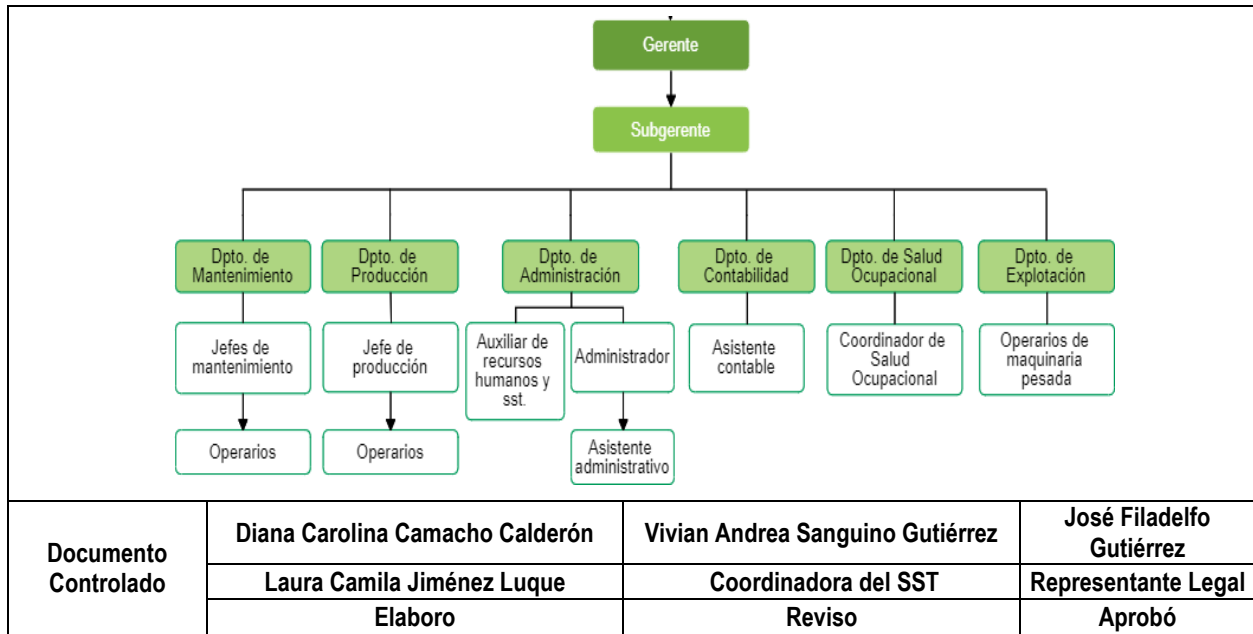 Gerente
Subgerente
Dpto. de
Mantenimiento
Dpto. de
Producción
Dpto. de
Administración
Dpto. de
Contabilidad
Dpto. de Salud
Ocupacional
Dpto. de
Explotación
Jefes de
mantenimiento
Jefe de
producción
Auxiliar de
recursos
humanos y
sst.
Administrador
Asistente
contable
Coordinador de
Salud
Ocupacional
Operarios de
maquinaria
pesada
Operarios
Operarios
Asistente
administrativo
Documento
Controlado
Diana Carolina Camacho Calderón
Vivian Andrea Sanguino Gutiérrez
José Filadelfo
Gutiérrez
Laura Camila Jiménez Luque
Coordinadora del SST
Representante Legal
Elaboro
Reviso
Aprobó